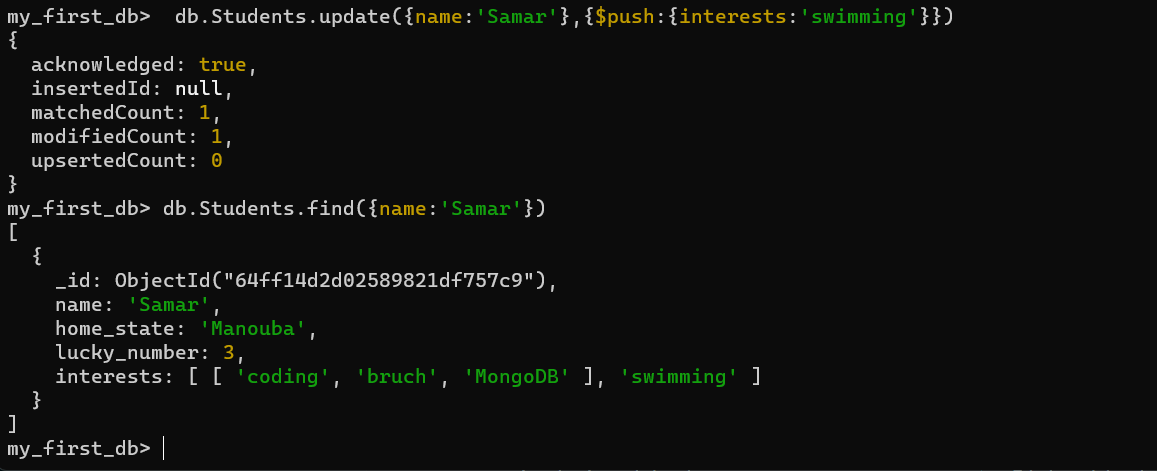 my_first_db>  db.Students.update({name:'Samar'},{$push:{interests:'swimming'}})
{
  acknowledged: true,
  insertedId: null,
  matchedCount: 1,
  modifiedCount: 1,
  upsertedCount: 0
}
my_first_db> db.Students.find({name:'Samar'})
[
  {
    _id: ObjectId("64ff14d2d02589821df757c9"),
    name: 'Samar',
    home_state: 'Manouba',
    lucky_number: 3,
    interests: [ [ 'coding', 'bruch', 'MongoDB' ], 'swimming' ]
  }
]
my_first_db>